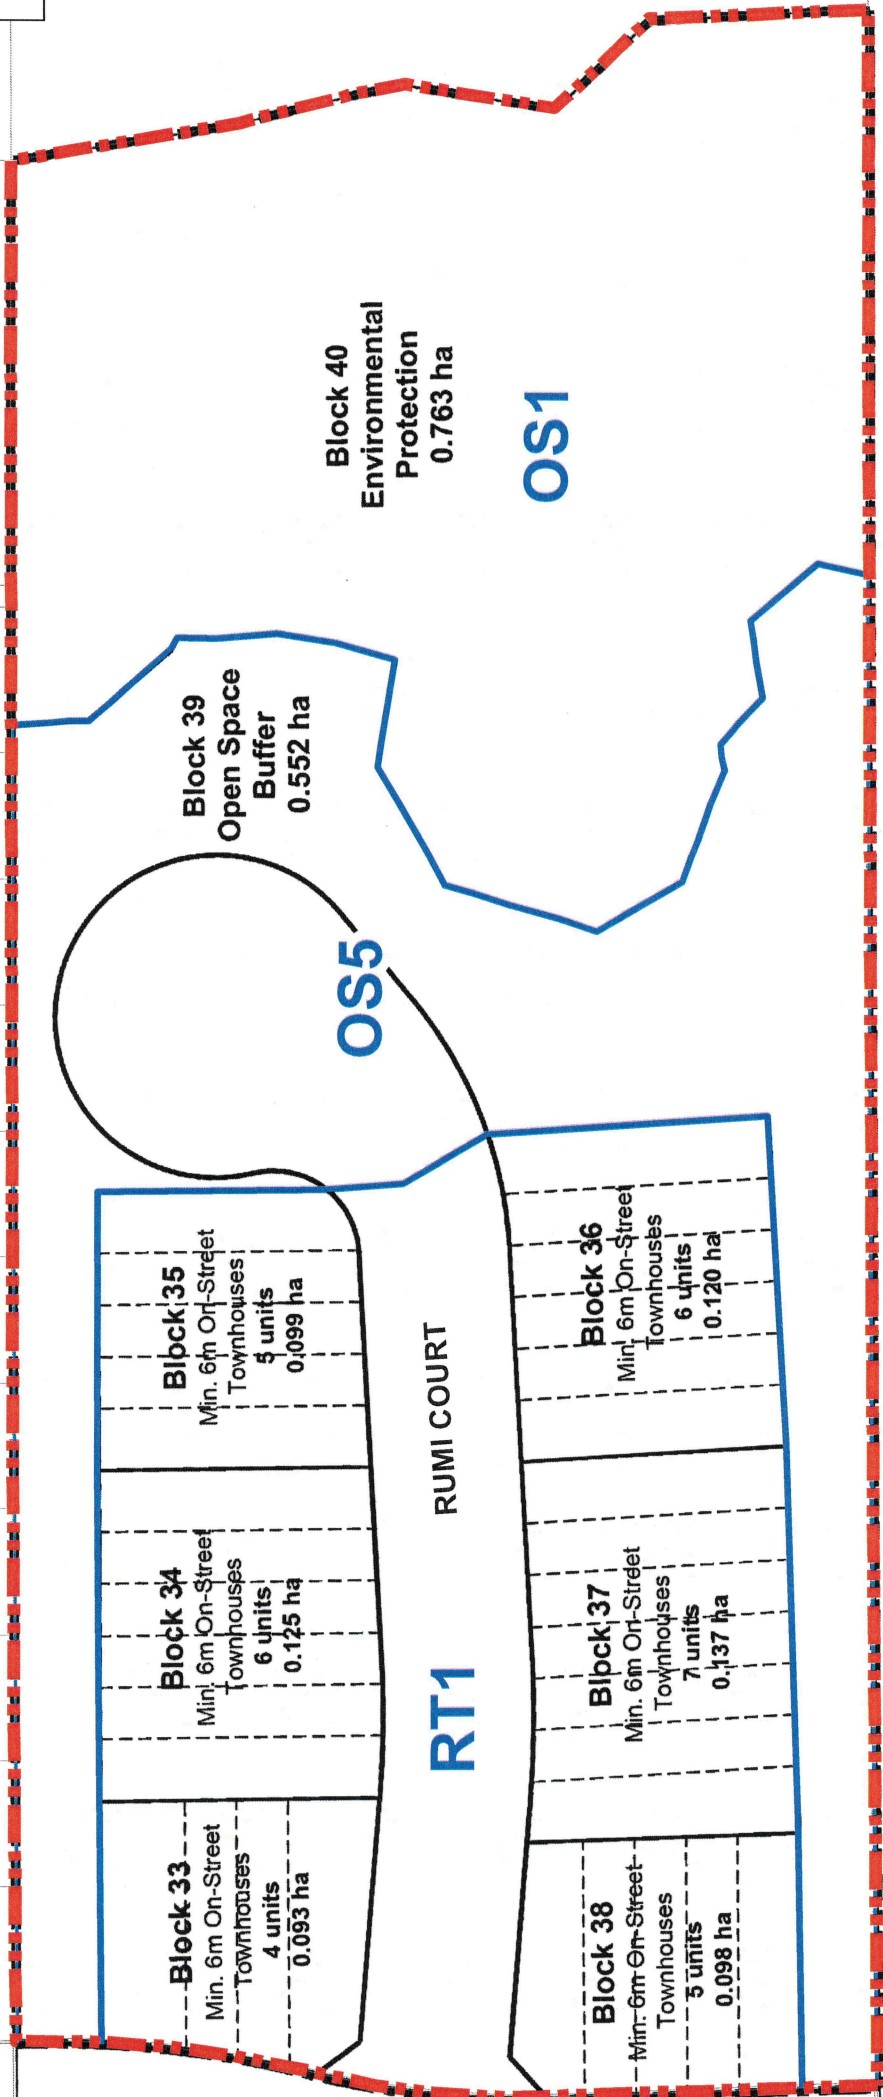 Block 40
Environmental
Protection
0.763 ha
OS1
Block 39
Open Space
Buffer
0.552 ha
OS5
Block 35
Min. 6m On-Street
Townhouses
5 units
0.099 ha
Block 34
Min. 6m On-Street
Townhouses
6 units
0.125 ha
Block 33
Min. 6m On-Street
Townhouses
4 units
0.093 ha
RUMI COURT
RT1
Block 36
Min. 6m On-Street
Townhouses
6 units
0.120 ha
Block 37
Min. 6m On-Street
Townhouses
7 units
0.137 ha
Block 38
Min. 6m On-Street
Townhouses
5 units
0.098 ha